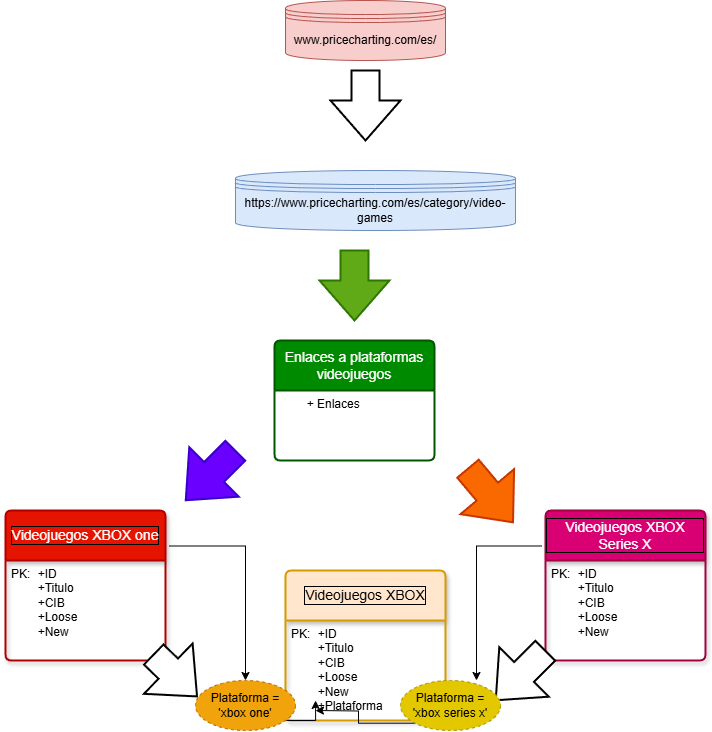 www.pricecharting.com/es/
https://www.pricecharting.com/es/category/video-
games
Enlaces a plataformas
videojuegos
+ Enlaces
Videojuegos XBOX one
PK: +ID
+Titulo
+CIB
+Loose
+New
Videojuegos XBOX
PK: +ID
+Titulo
+CIB
+Loose
+New
+Plataforma
Videojuegos XBOX
Series X
PK: +ID
+Titulo
+CIB
+Loose
+New
Plataforma =
'xbox one'
Plataforma =
'xbox series x'